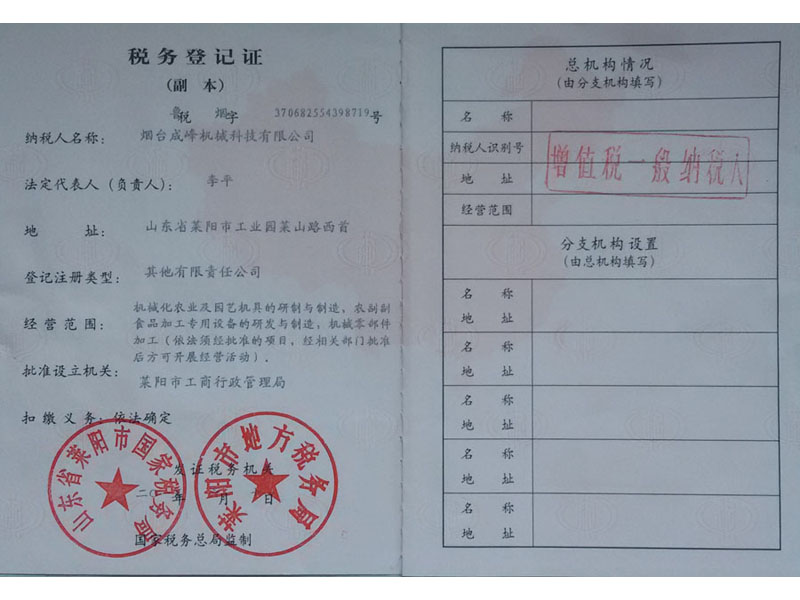 税务登记证
(副 本)
鲁税 烟字 370682554398719号
纳税人名称: 烟台成峰机械科技有限公司
法定代表人(负责人): 李平
地 址: 山东省莱阳市工业园莱山路西首
登记注册类型: 其他有限责任公司
经营范围: 机械化农业及园艺机具的研制与制造,农副副
食品加工专用设备的研发与制造,机械零部件
加工(依法须经批准的项目,经相关部门批准
后方可开展经营活动)。
批准设立机关: 莱阳市工商行政管理局
扣缴义务: 依法确定
山东省莱阳市国家税务局
莱阳市地方税务局
发证税务机关
二〇 年 月 日
国家税务总局监制
总机构情况
(由分支机构填写)
名 称
纳税人识别号
地 址
经营范围
增值税一般纳税人
分支机构设置
(由总机构填写)
名 称
地 址
名 称
地 址
名 称
地 址
名 称
地 址
名 称
地 址